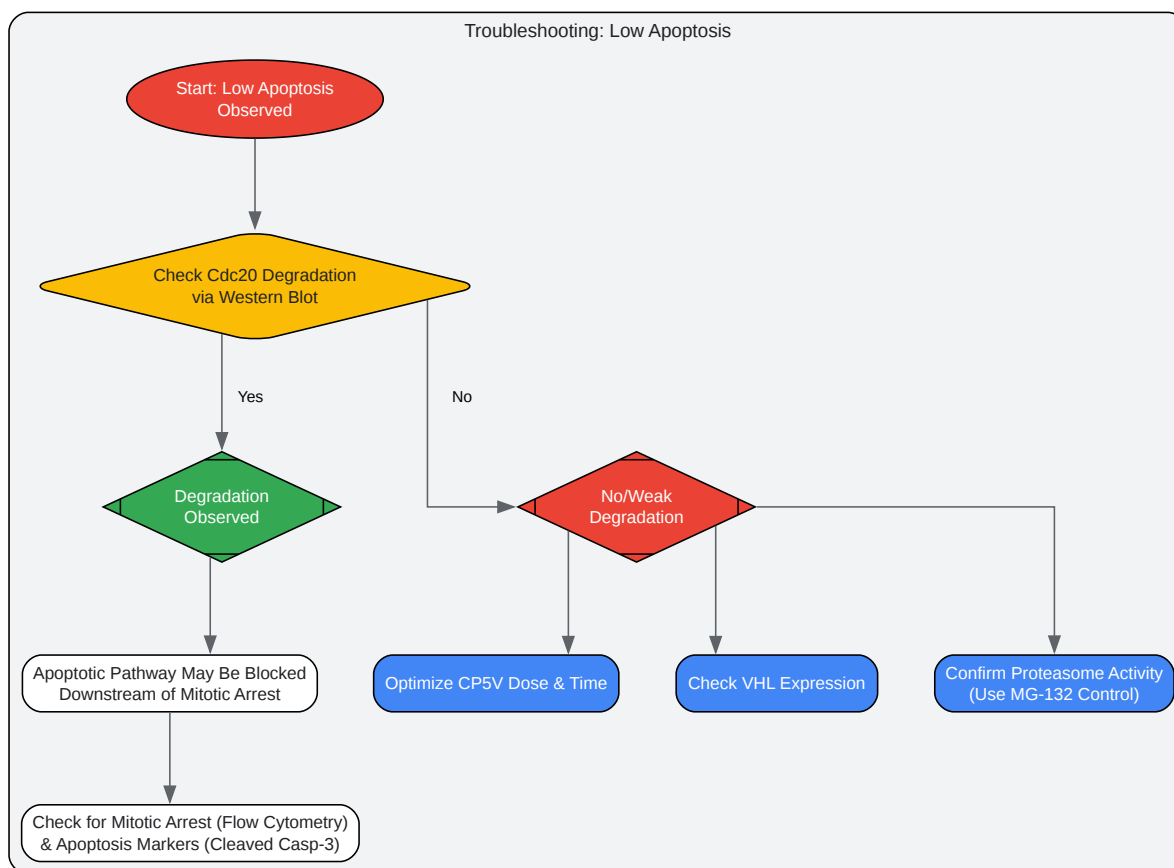 Troubleshooting: Low Apoptosis
Start: Low Apoptosis
Observed
Check Cdc20 Degradation
via Western Blot
Yes
No
Degradation
Observed
No/Weak
Degradation
Apoptotic Pathway May Be Blocked
Downstream of Mitotic Arrest
Optimize CP5V Dose & Time
Check VHL Expression
Confirm Proteasome Activity
(Use MG-132 Control)
Check for Mitotic Arrest (Flow Cytometry)
& Apoptosis Markers (Cleaved Casp-3)